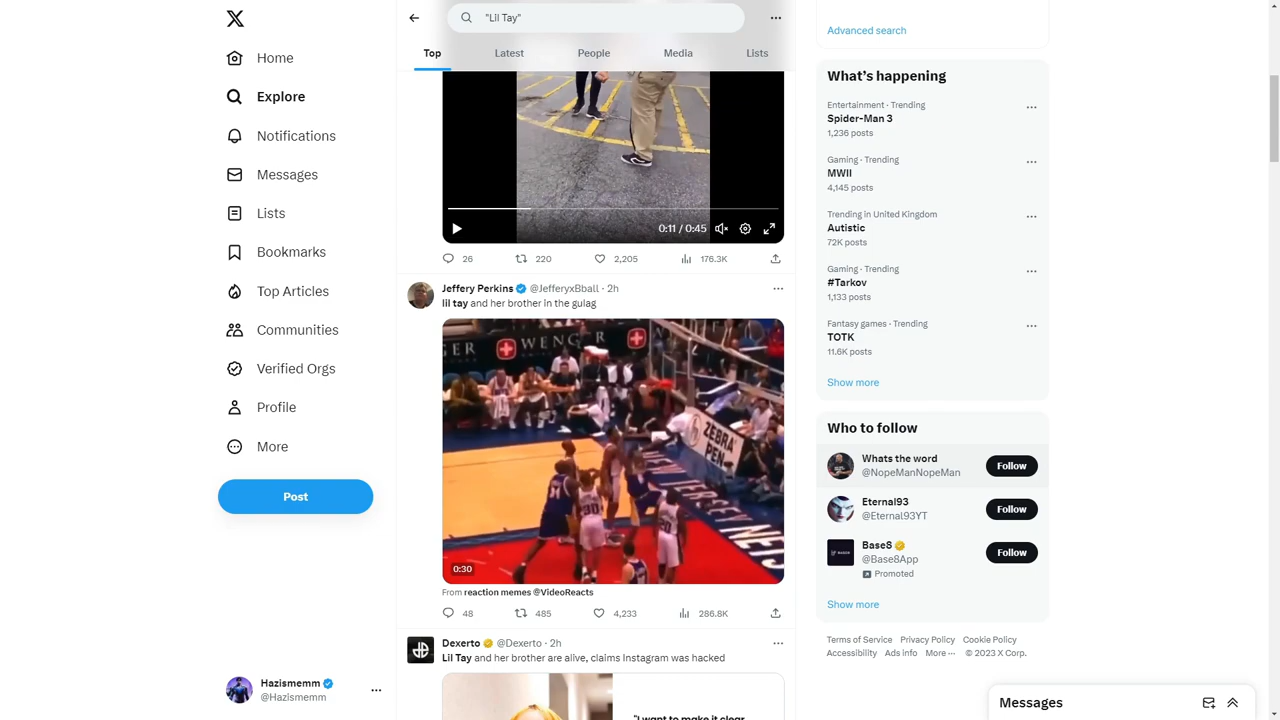 "Lil Tay"
Top
Latest
People
Media
Lists
Home
Explore
Notifications
Messages
Lists
Bookmarks
Top Articles
Communities
Verified Orgs
Profile
More
Post
Hazismemm
@Hazismemm
0:11 / 0:45
26
220
2,205
176.3K
Jeffery Perkins @JefferyxBball · 2h
lil tay and her brother in the gulag
GER
WENGER
ZEBRA
PEN
0:30
From reaction memes @VideoReacts
48
485
4,233
286.8K
Dexerto @Dexerto · 2h
Lil Tay and her brother are alive, claims Instagram was hacked
"I want to make it clear
Advanced search
What's happening
Entertainment · Trending
Spider-Man 3
1,236 posts
Gaming · Trending
MWII
4,145 posts
Trending in United Kingdom
Autistic
72K posts
Gaming · Trending
#Tarkov
1,133 posts
Fantasy games · Trending
TOTK
11.6K posts
Show more
Who to follow
Whats the word
@NopeManNopeMan
Follow
Eternal93
@Eternal93YT
Follow
Base8
@Base8App
Promoted
Follow
Show more
Terms of Service Privacy Policy Cookie Policy
Accessibility Ads info More ··· © 2023 X Corp.
Messages